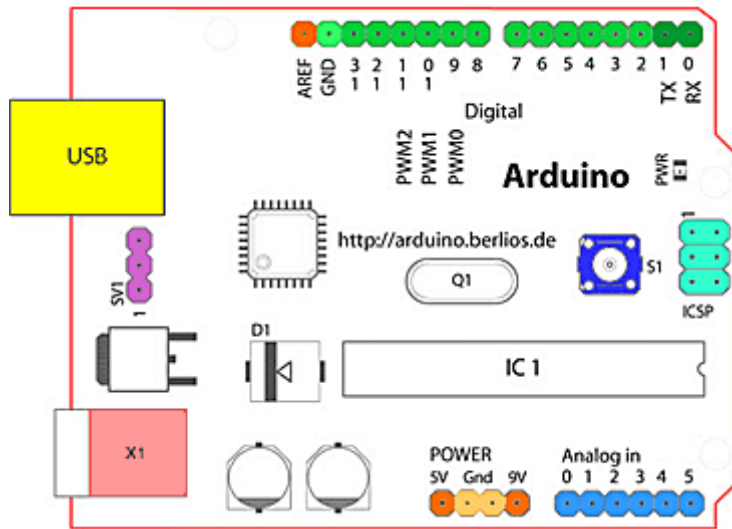 AREF
GND
13
12
11
10
9
8
7
6
5
4
3
2
1
0
TX
RX
Digital
USB
PWM2
PWM1
PWM0
Arduino
PWR
http://arduino.berlios.de
1
S1
Q1
SV1
1
ICSP
D1
IC 1
X1
POWER
5V Gnd 9V
Analog in
0 1 2 3 4 5